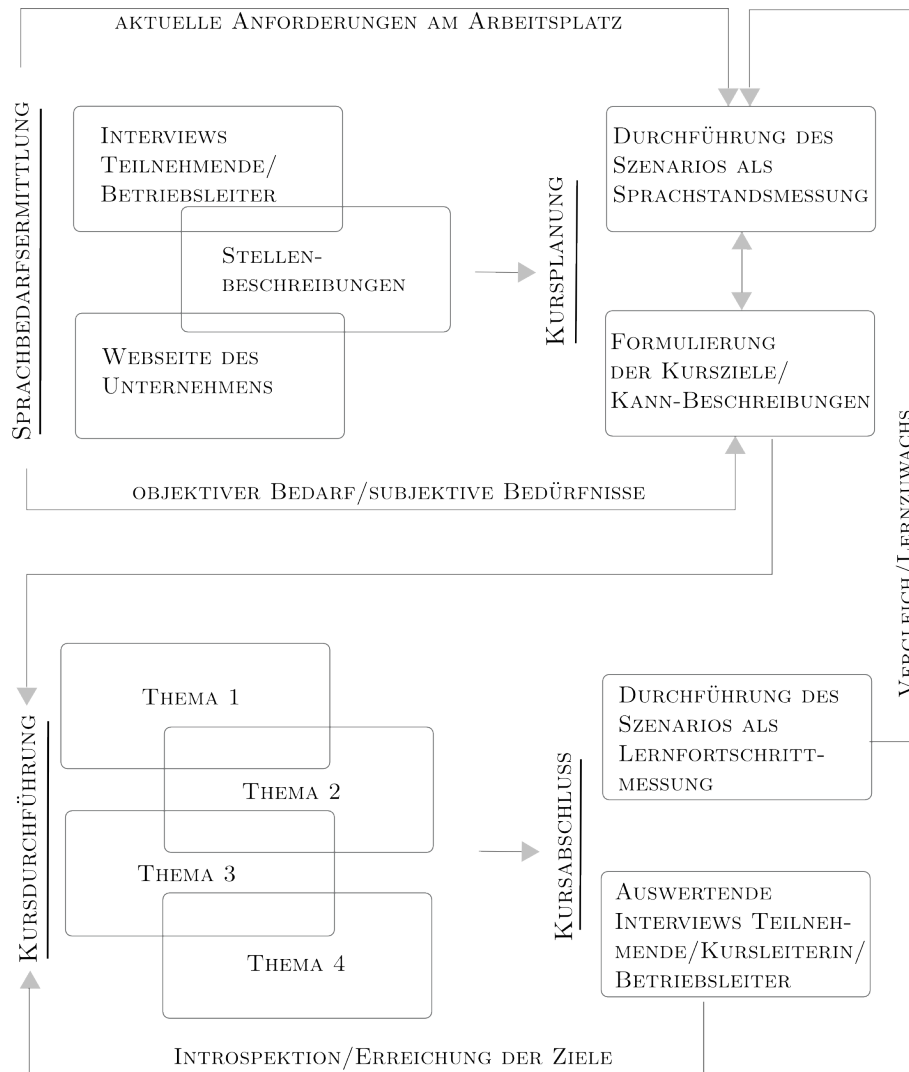 aktuelle Anforderungen am Arbeitsplatz
Sprachbedarfsermittlung
Interviews
Teilnehmende/
Betriebsleiter
Stellen-
beschreibungen
Webseite des
Unternehmens
Kursplanung
Durchführung des
Szenarios als
Sprachstandsmessung
Formulierung
der Kursziele/
Kann-Beschreibungen
objektiver Bedarf/subjektive Bedürfnisse
Vergleich/Lernzuwachs
Kursdurchführung
Thema 1
Thema 2
Thema 3
Thema 4
Kursabschluss
Durchführung des
Szenarios als
Lernfortschritt-
messung
Auswertende
Interviews Teilneh-
mende/Kursleiterin/
Betriebsleiter
Introspektion/Erreichung der Ziele